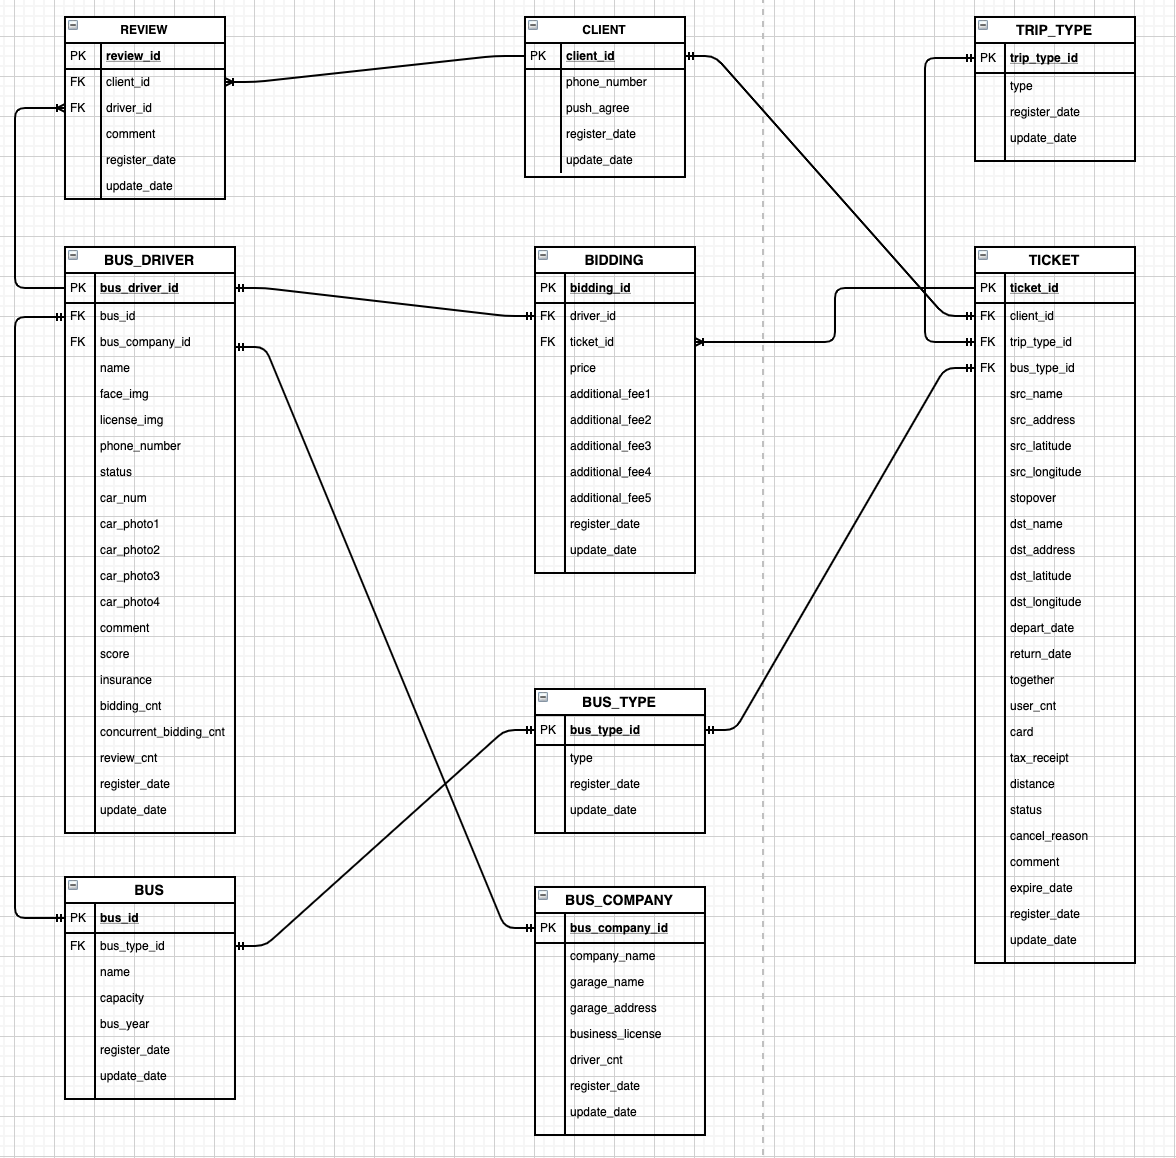 REVIEW
PK review_id
FK client_id
FK driver_id
comment
register_date
update_date
CLIENT
PK client_id
phone_number
push_agree
register_date
update_date
TRIP_TYPE
PK trip_type_id
type
register_date
update_date
BUS_DRIVER
PK bus_driver_id
FK bus_id
FK bus_company_id
name
face_img
license_img
phone_number
status
car_num
car_photo1
car_photo2
car_photo3
car_photo4
comment
score
insurance
bidding_cnt
concurrent_bidding_cnt
review_cnt
register_date
update_date
BIDDING
PK bidding_id
FK driver_id
FK ticket_id
price
additional_fee1
additional_fee2
additional_fee3
additional_fee4
additional_fee5
register_date
update_date
TICKET
PK ticket_id
FK client_id
FK trip_type_id
FK bus_type_id
src_name
src_address
src_latitude
src_longitude
stopover
dst_name
dst_address
dst_latitude
dst_longitude
depart_date
return_date
together
user_cnt
card
tax_receipt
distance
status
cancel_reason
comment
expire_date
register_date
update_date
BUS_TYPE
PK bus_type_id
type
register_date
update_date
BUS
PK bus_id
FK bus_type_id
name
capacity
bus_year
register_date
update_date
BUS_COMPANY
PK bus_company_id
company_name
garage_name
garage_address
business_license
driver_cnt
register_date
update_date